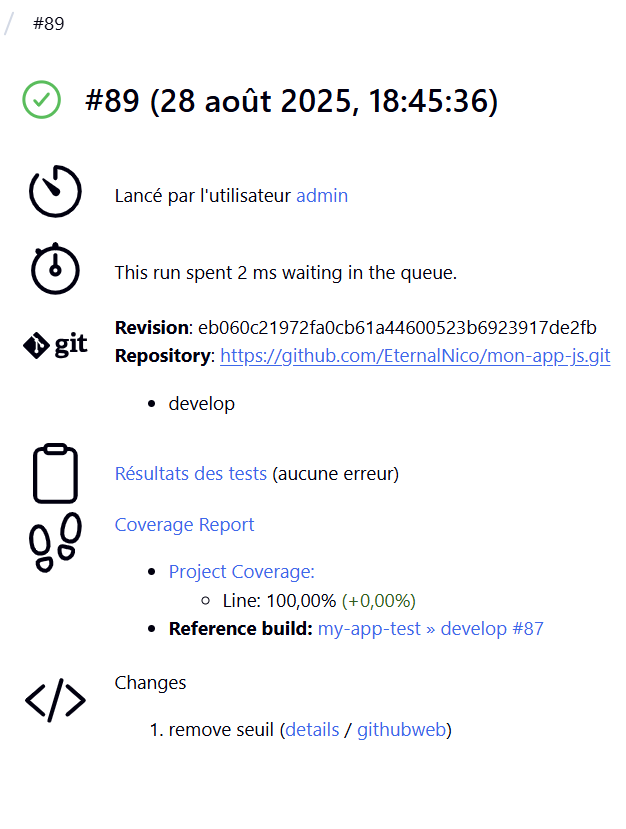 #89
#89 (28 août 2025, 18:45:36)
Lancé par l'utilisateur admin
This run spent 2 ms waiting in the queue.
git
Revision: eb060c21972fa0cb61a44600523b6923917de2fb
Repository: https://github.com/EternalNico/mon-app-js.git
develop
Résultats des tests (aucune erreur)
Coverage Report
Project Coverage:
Line: 100,00% (+0,00%)
Reference build: my-app-test » develop #87
Changes
1. remove seuil (details / githubweb)